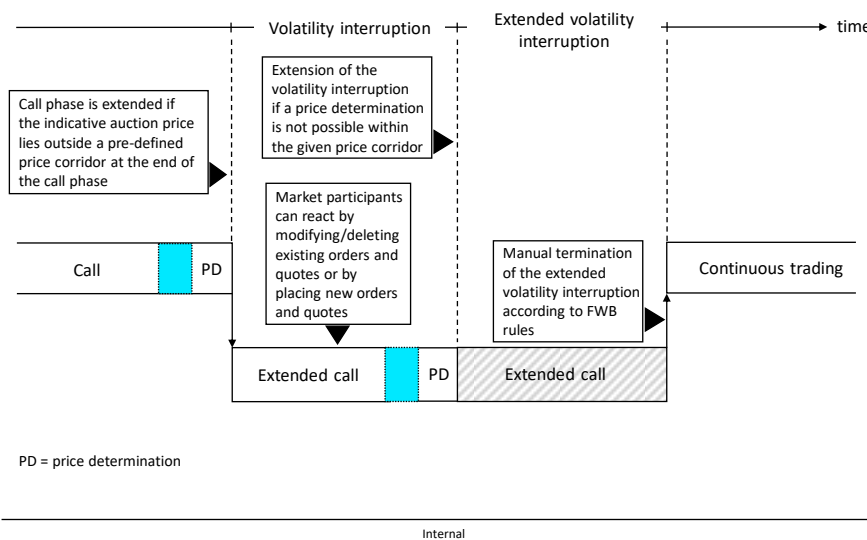 Volatility interruption
Extended volatility
interruption
time
Call phase is extended if
the indicative auction price
lies outside a pre-defined
price corridor at the end of
the call phase
Extension of the
volatility interruption
if a price determination
is not possible within
the given price corridor
Market participants
can react by
modifying/deleting
existing orders and
quotes or by
placing new orders
and quotes
Manual termination
of the extended
volatility interruption
according to FWB
rules
Call
PD
Continuous trading
Extended call
PD
Extended call
PD = price determination
Internal